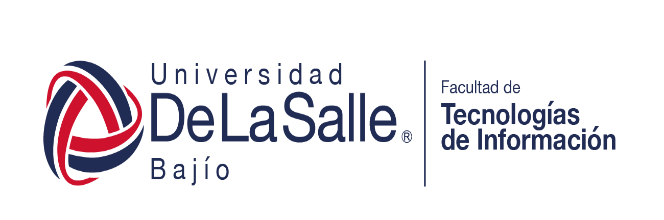 Universidad
DeLaSalle®
Bajío
Facultad de
Tecnologías
de Información